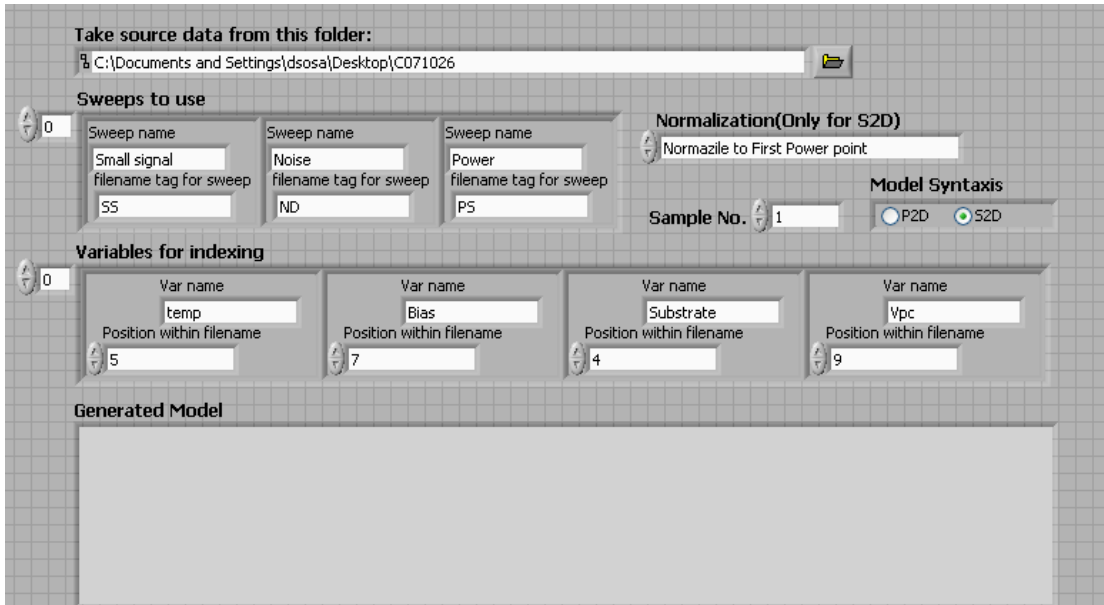 Take source data from this folder:
C:\Documents and Settings\dsosa\Desktop\C071026
Sweeps to use
0
Sweep name Sweep name Sweep name
Small signal Noise Power
filename tag for sweep filename tag for sweep filename tag for sweep
SS ND PS
Normalization(Only for S2D)
Normazile to First Power point
Model Syntaxis
Sample No. 1 P2D S2D
Variables for indexing
0
Var name Var name Var name Var name
temp Bias Substrate Vpc
Position within filename Position within filename Position within filename Position within filename
5 7 4 9
Generated Model